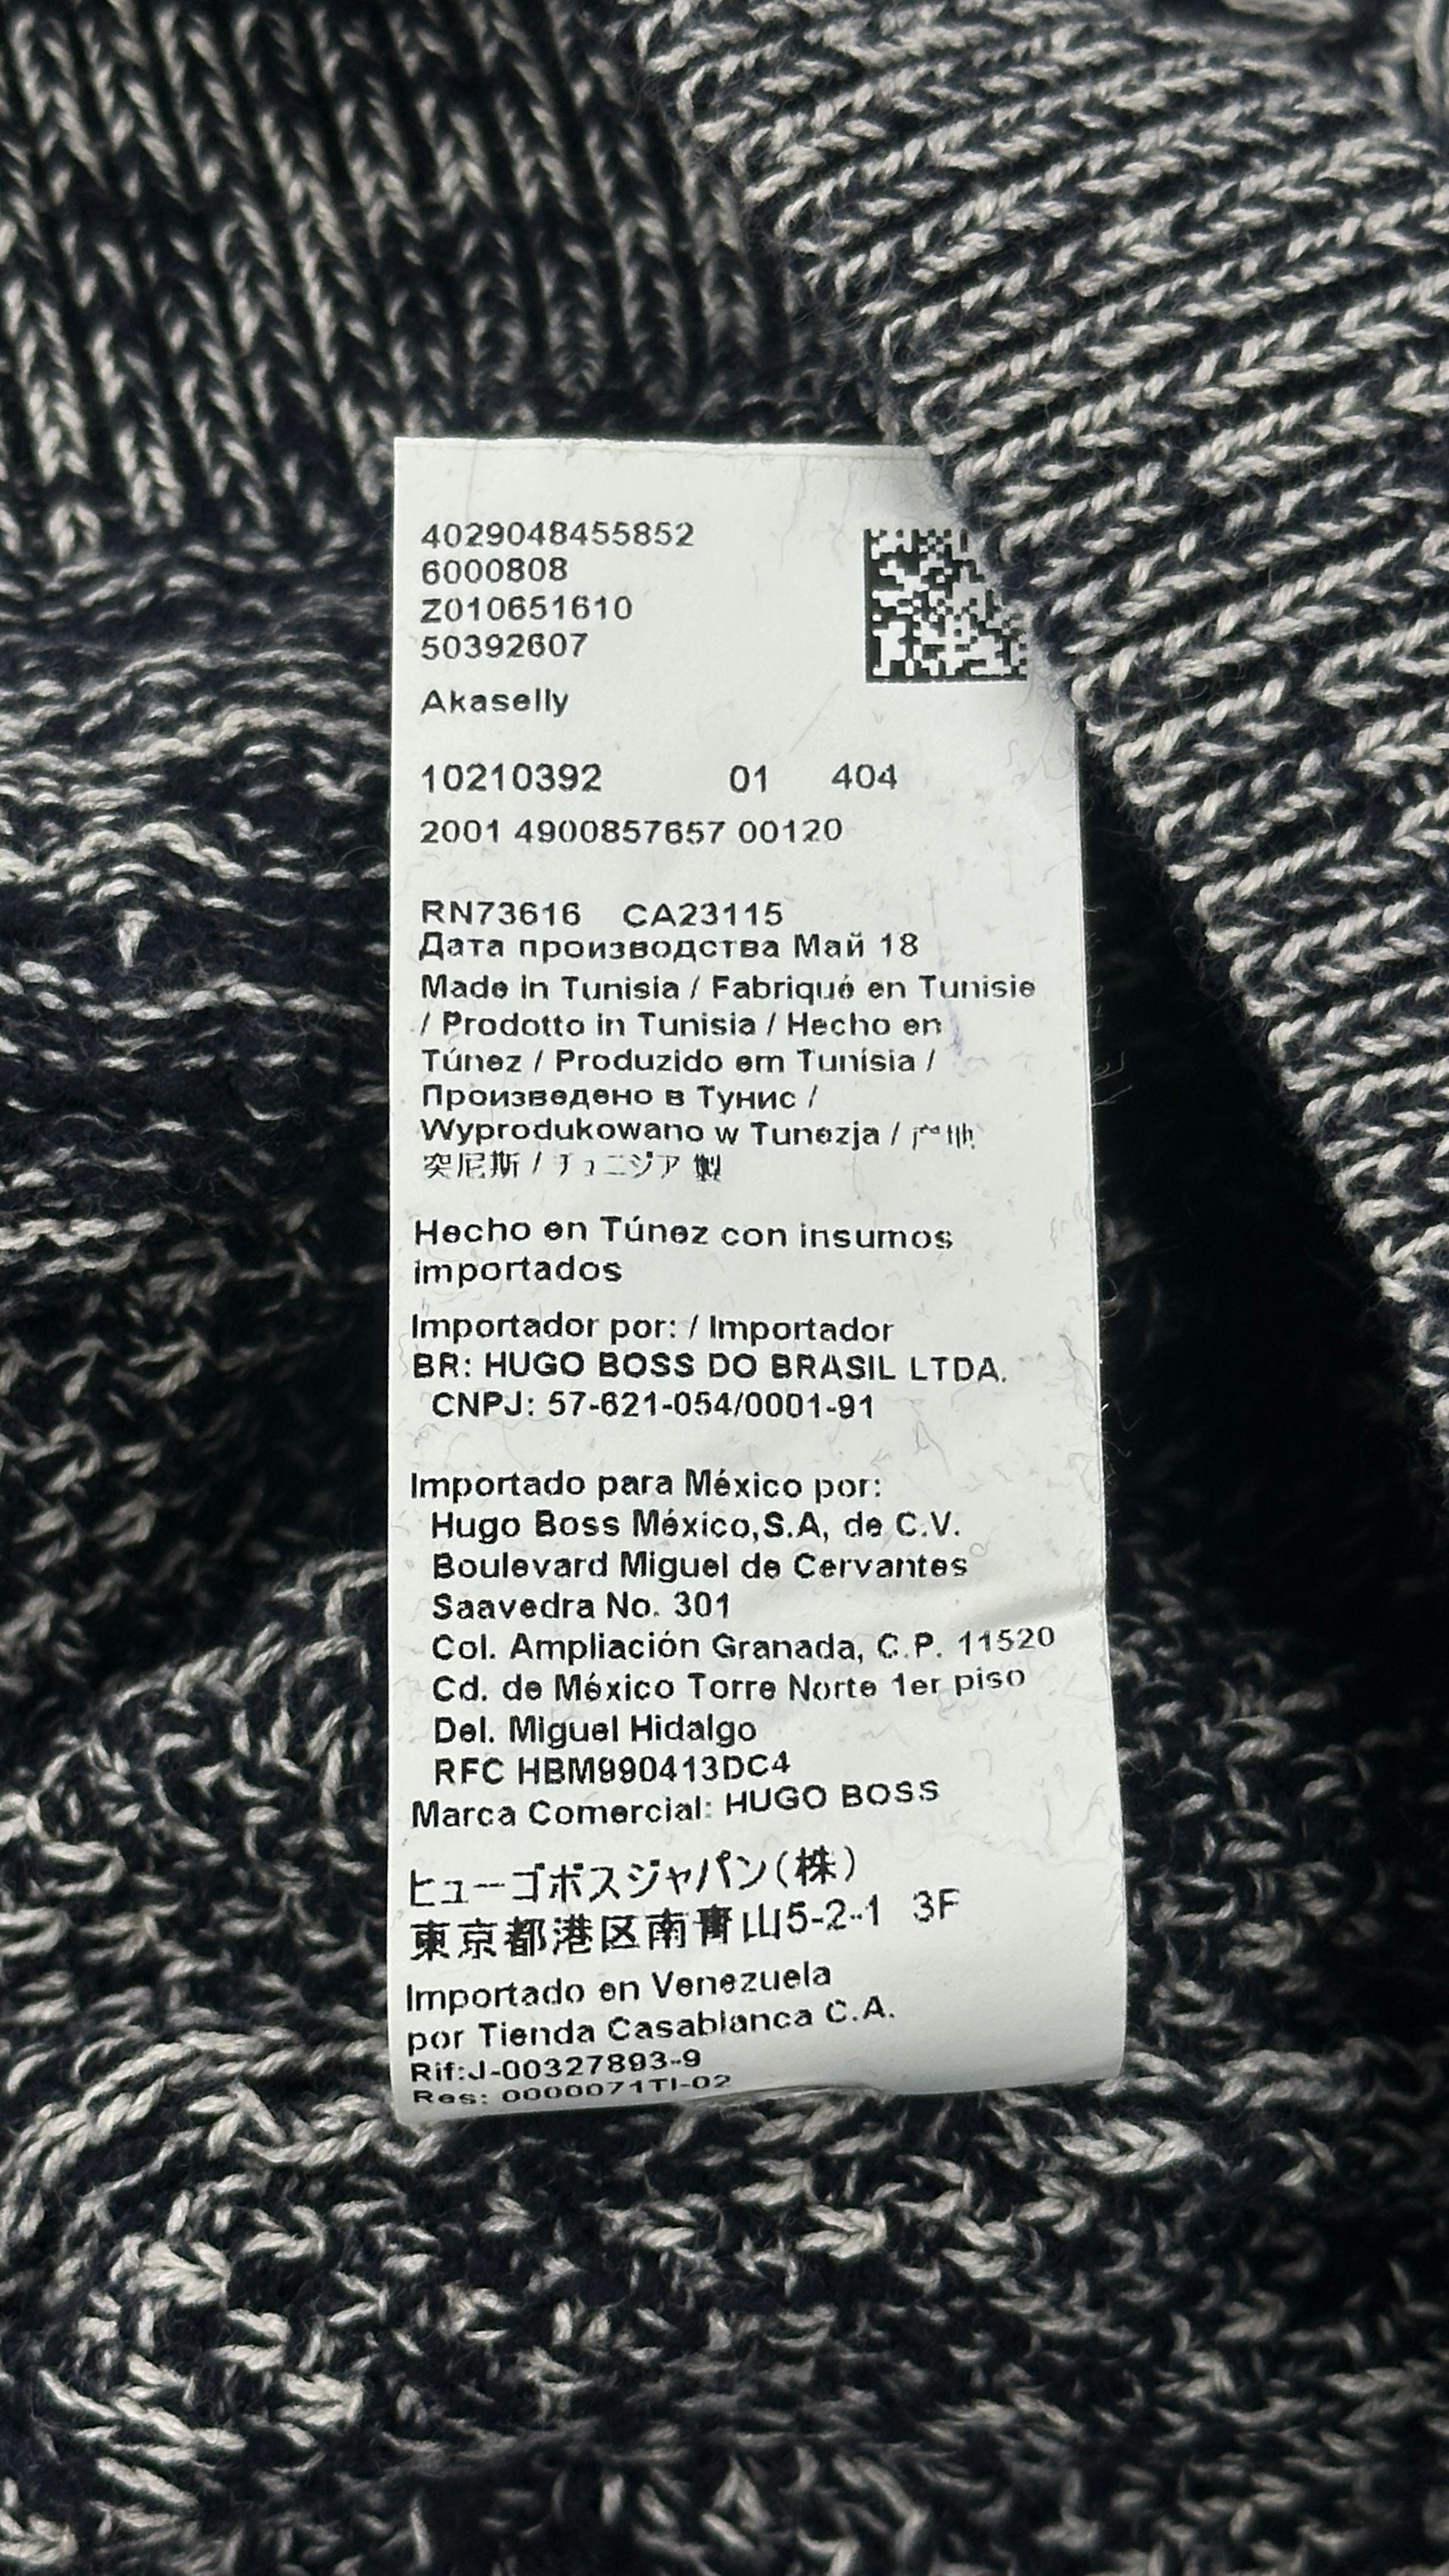 4029048455852
6000808
Z010651610
50392607
Akaselly
10210392 01 404
2001 4900857657 00120
RN73616 CA23115
Дата производства Май 18
Made in Tunisia / Fabriqué en Tunisie
/ Prodotto in Tunisia / Hecho en
Túnez / Produzido em Tunísia /
Произведено в Тунис /
Wyprodukowano w Tunezja / 产地
突尼斯 / チュニジア 製
Hecho en Túnez con insumos
importados
Importador por: / Importador
BR: HUGO BOSS DO BRASIL LTDA.
CNPJ: 57-621-054/0001-91
Importado para México por:
Hugo Boss México,S.A, de C.V.
Boulevard Miguel de Cervantes
Saavedra No. 301
Col. Ampliación Granada, C.P. 11520
Cd. de México Torre Norte 1er piso
Del. Miguel Hidalgo
RFC HBM990413DC4
Marca Comercial: HUGO BOSS
ヒューゴボスジャパン(株)
東京都港区南青山5-2-1 3F
Importado en Venezuela
por Tienda Casablanca C.A.
Rif:J-00327893-9
Res: 0000071TI-02